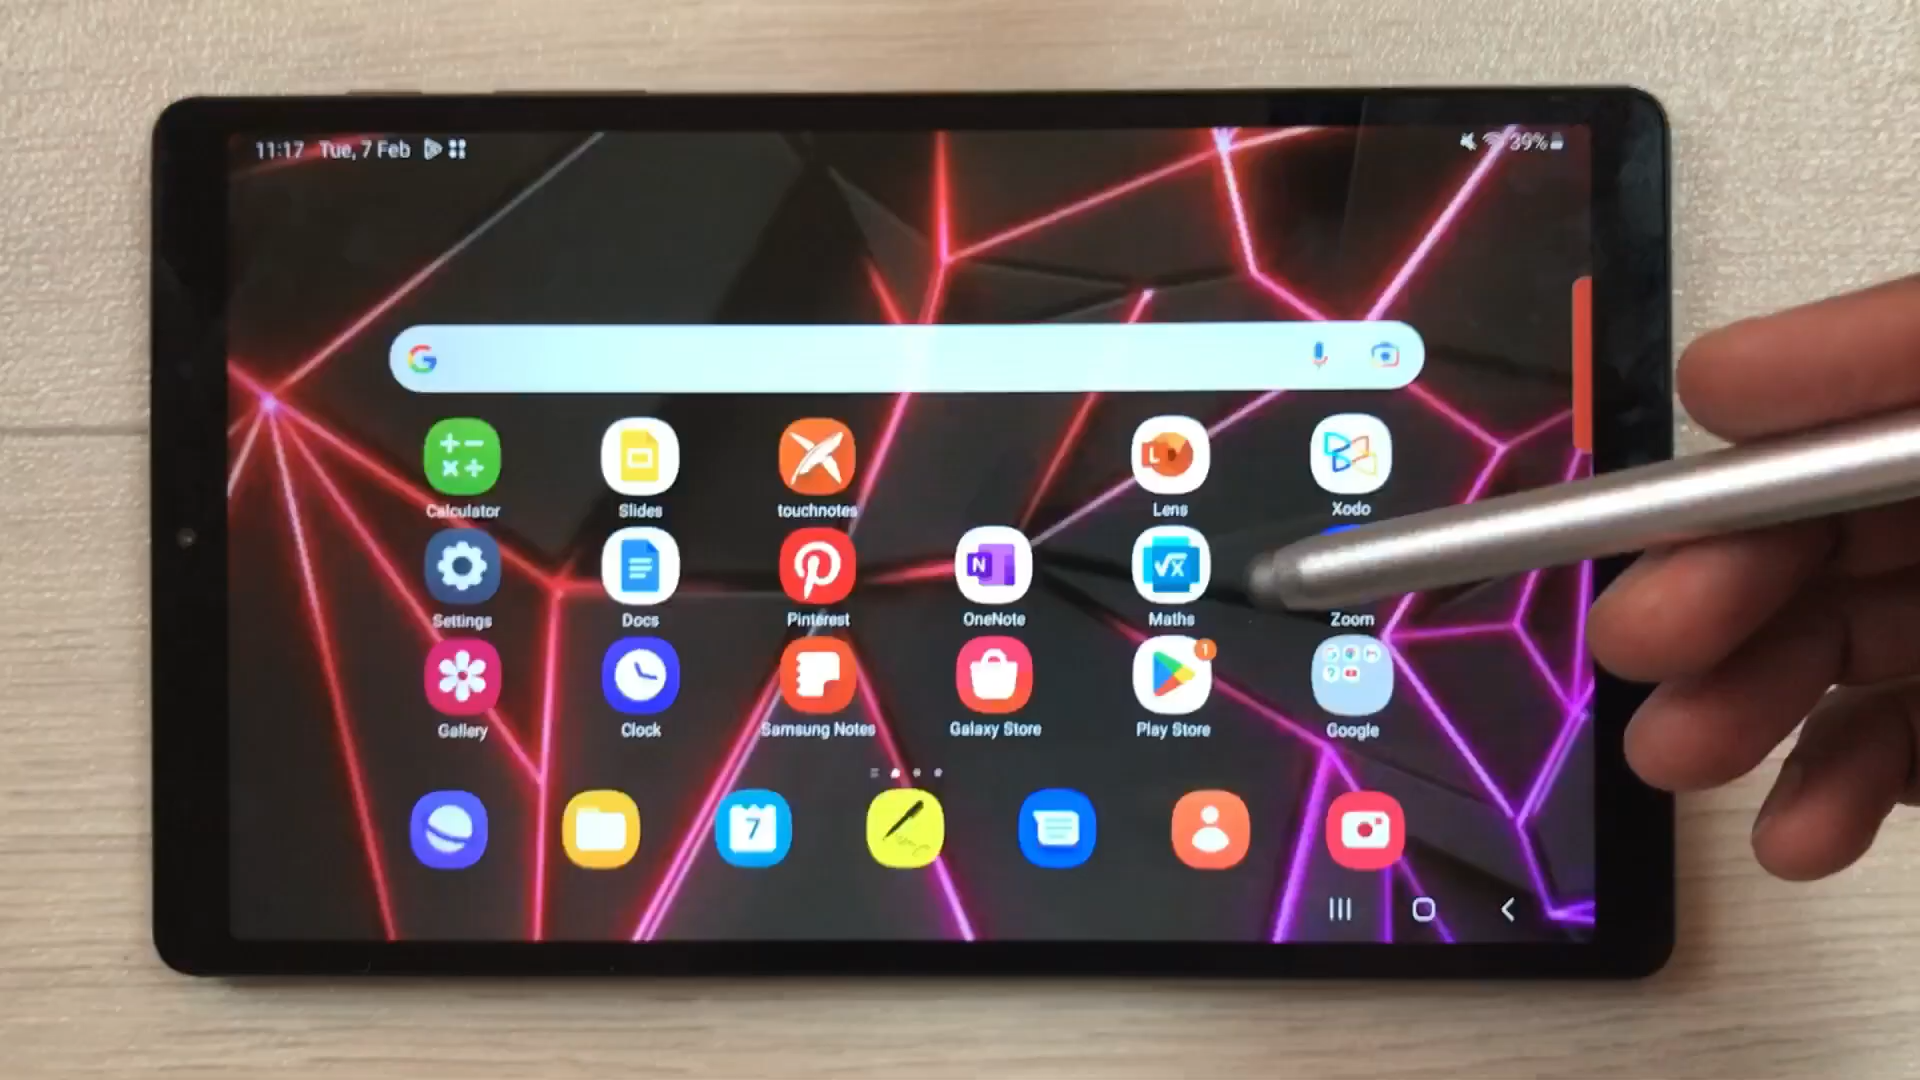 11:17 Tue, 7 Feb
39%
Calculator Slides touchnotes Lens Xodo
Settings Docs Pinterest OneNote Maths Zoom
Gallery Clock Samsung Notes Galaxy Store Play Store Google
G
L
N
√x
1
7